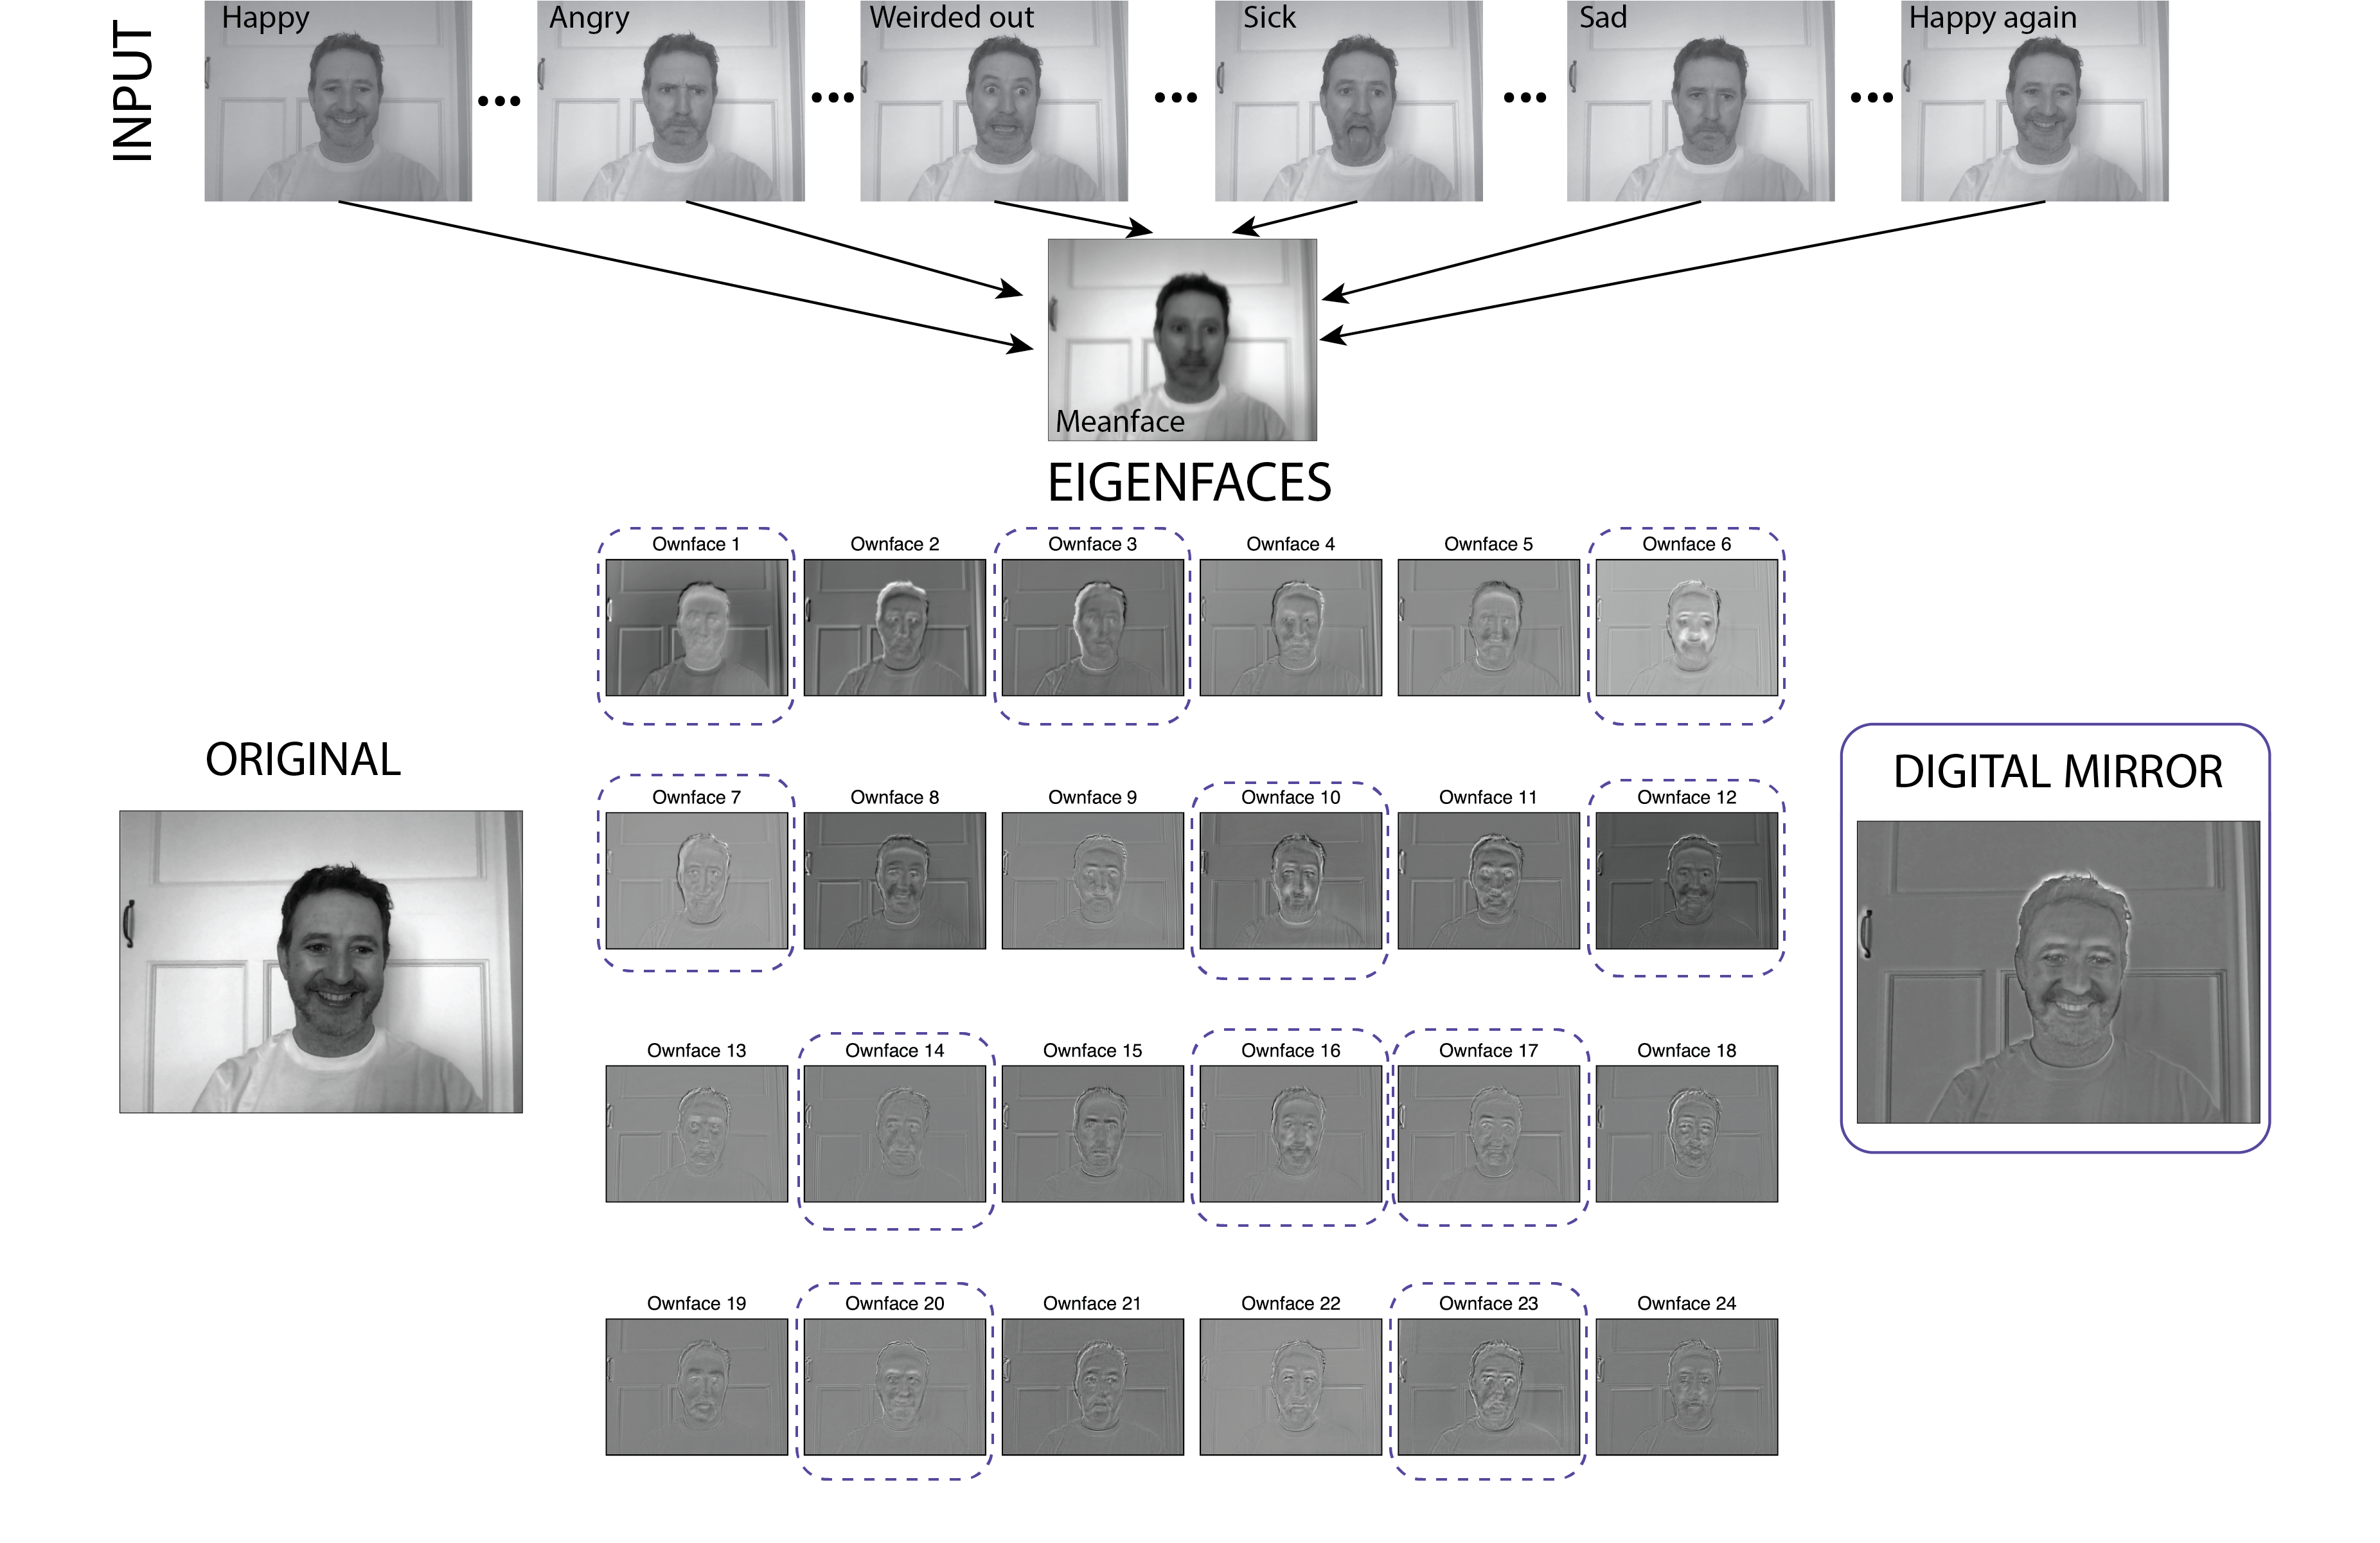 INPUT
Happy
Angry
Weirded out
Sick
Sad
Happy again
Meanface
EIGENFACES
Ownface 1
Ownface 2
Ownface 3
Ownface 4
Ownface 5
Ownface 6
ORIGINAL
DIGITAL MIRROR
Ownface 7
Ownface 8
Ownface 9
Ownface 10
Ownface 11
Ownface 12
Ownface 13
Ownface 14
Ownface 15
Ownface 16
Ownface 17
Ownface 18
Ownface 19
Ownface 20
Ownface 21
Ownface 22
Ownface 23
Ownface 24